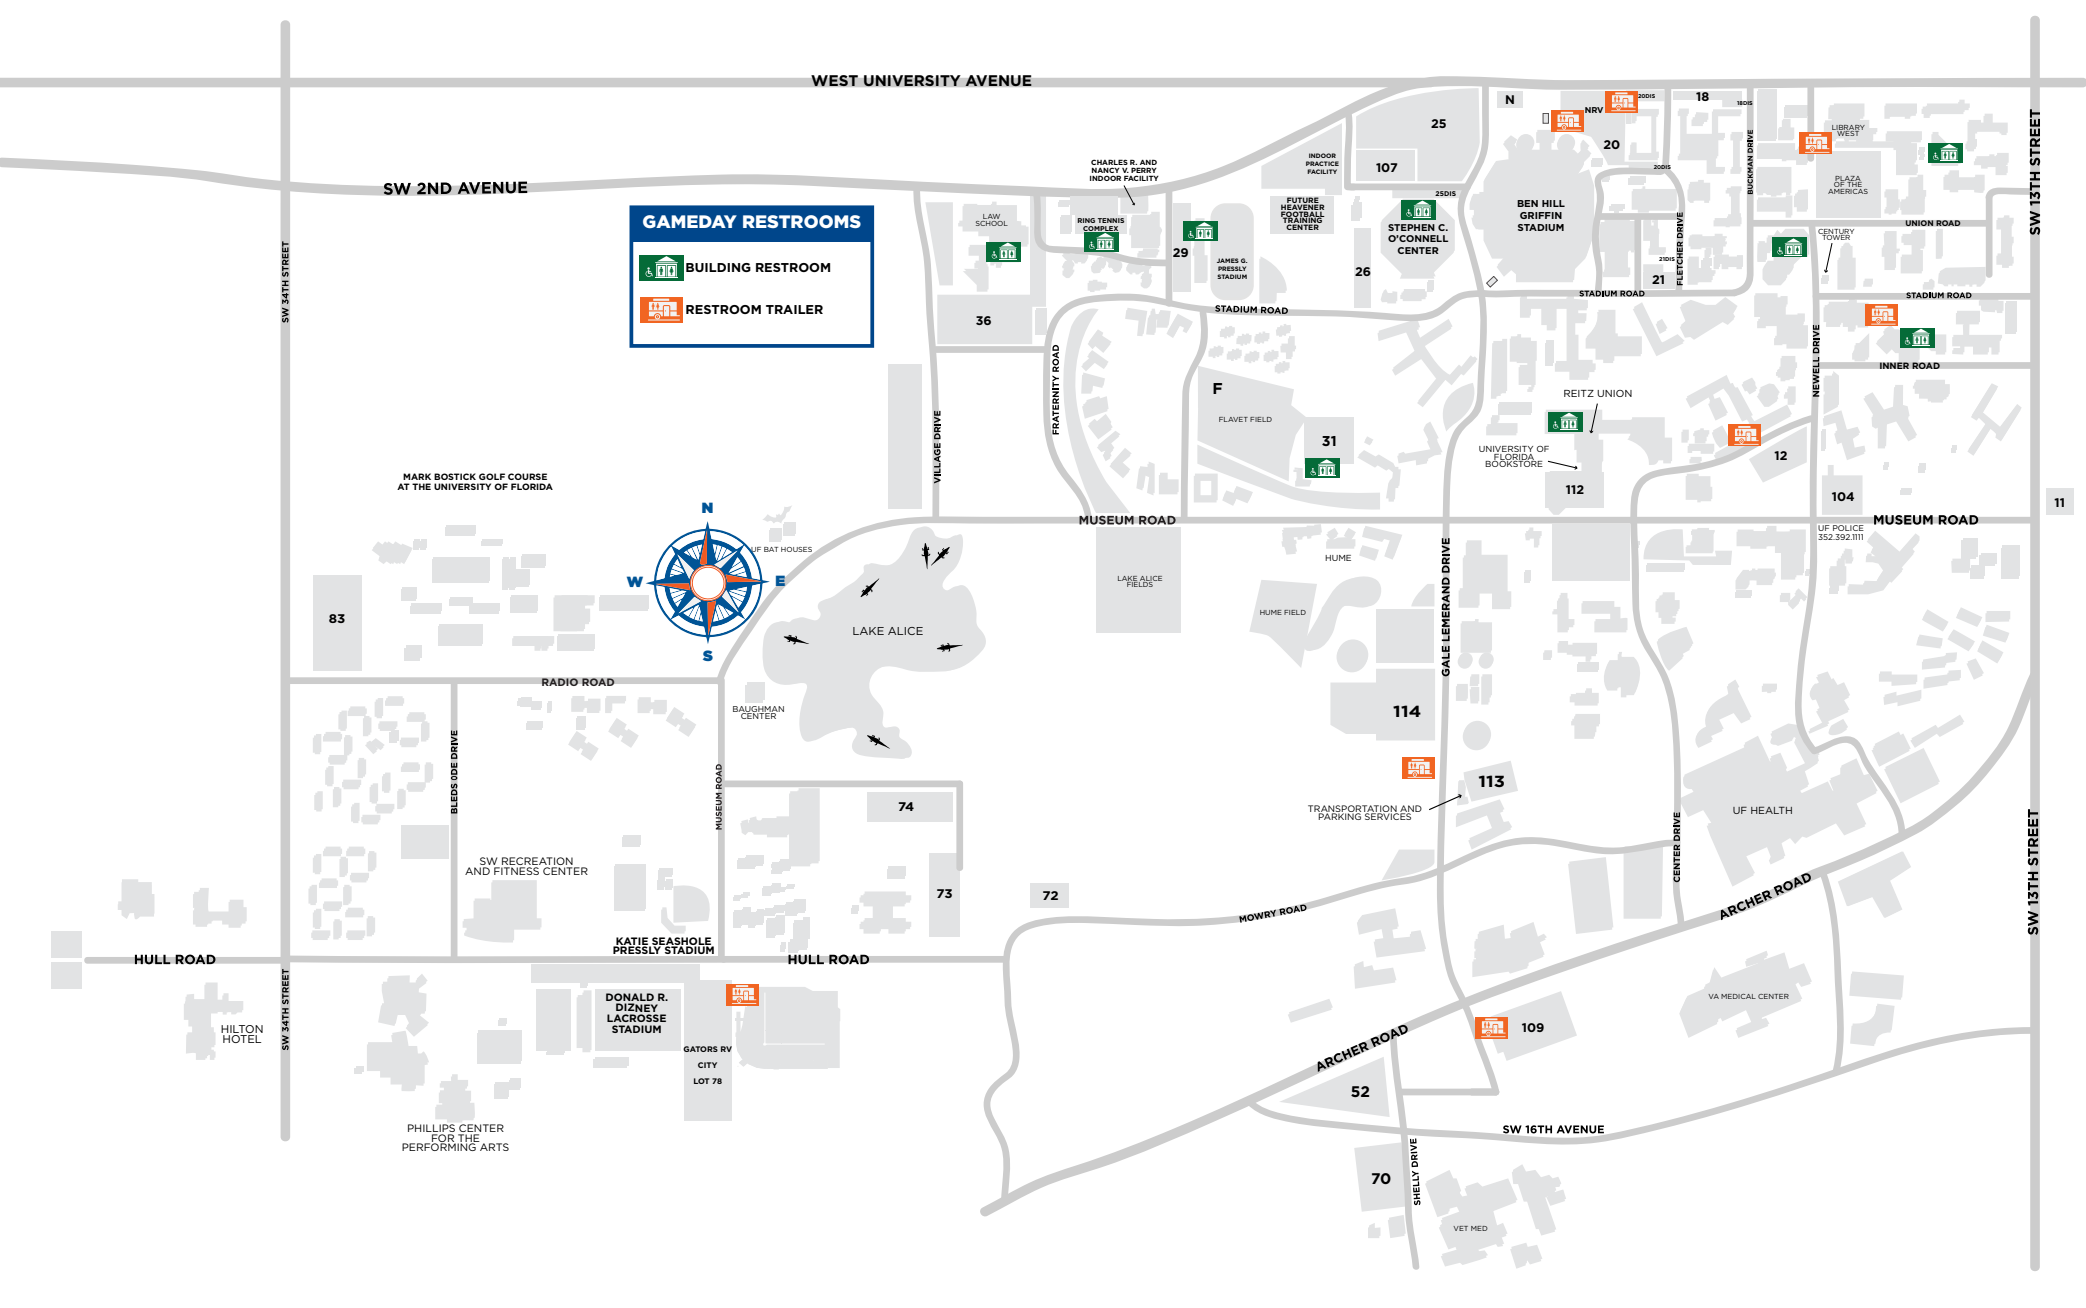 WEST UNIVERSITY AVENUE
SW 2ND AVENUE
SW 34TH STREET
GAMEDAY RESTROOMS
BUILDING RESTROOM
RESTROOM TRAILER
CHARLES R. AND
NANCY V. PERRY
INDOOR FACILITY
LAW
SCHOOL
RING TENNIS
COMPLEX
29
JAMES G.
PRESSLY
STADIUM
36
INDOOR
PRACTICE
FACILITY
FUTURE
HEAVENER
FOOTBALL
TRAINING
CENTER
25
107
25DIS
26
STEPHEN C.
O'CONNELL
CENTER
N
NRV
20DIS
20
BEN HILL
GRIFFIN
STADIUM
18
18DIS
20DIS
21DIS
21
FLETCHER DRIVE
BUCKMAN DRIVE
LIBRARY
WEST
PLAZA
OF THE
AMERICAS
UNION ROAD
CENTURY
TOWER
SW 13TH STREET
STADIUM ROAD
STADIUM ROAD
STADIUM ROAD
INNER ROAD
NEWELL DRIVE
FRATERNITY ROAD
VILLAGE DRIVE
F
FLAVET FIELD
31
REITZ UNION
UNIVERSITY OF
FLORIDA
BOOKSTORE
112
12
104
11
MARK BOSTICK GOLF COURSE
AT THE UNIVERSITY OF FLORIDA
N
W
E
S
UF BAT HOUSES
MUSEUM ROAD
MUSEUM ROAD
UF POLICE
352.392.1111
LAKE ALICE
LAKE ALICE
FIELDS
HUME
HUME FIELD
GALE LEMERAND DRIVE
83
RADIO ROAD
BAUGHMAN
CENTER
BLEDS 0DE DRIVE
MUSEUM ROAD
114
113
TRANSPORTATION AND
PARKING SERVICES
UF HEALTH
CENTER DRIVE
SW 13TH STREET
74
73
72
SW RECREATION
AND FITNESS CENTER
KATIE SEASHOLE
PRESSLY STADIUM
MOWRY ROAD
ARCHER ROAD
HULL ROAD
HULL ROAD
SW 34TH STREET
HILTON
HOTEL
DONALD R.
DIZNEY
LACROSSE
STADIUM
GATORS RV
CITY
LOT 78
PHILLIPS CENTER
FOR THE
PERFORMING ARTS
VA MEDICAL CENTER
109
ARCHER ROAD
52
SW 16TH AVENUE
70
SHELLY DRIVE
VET MED